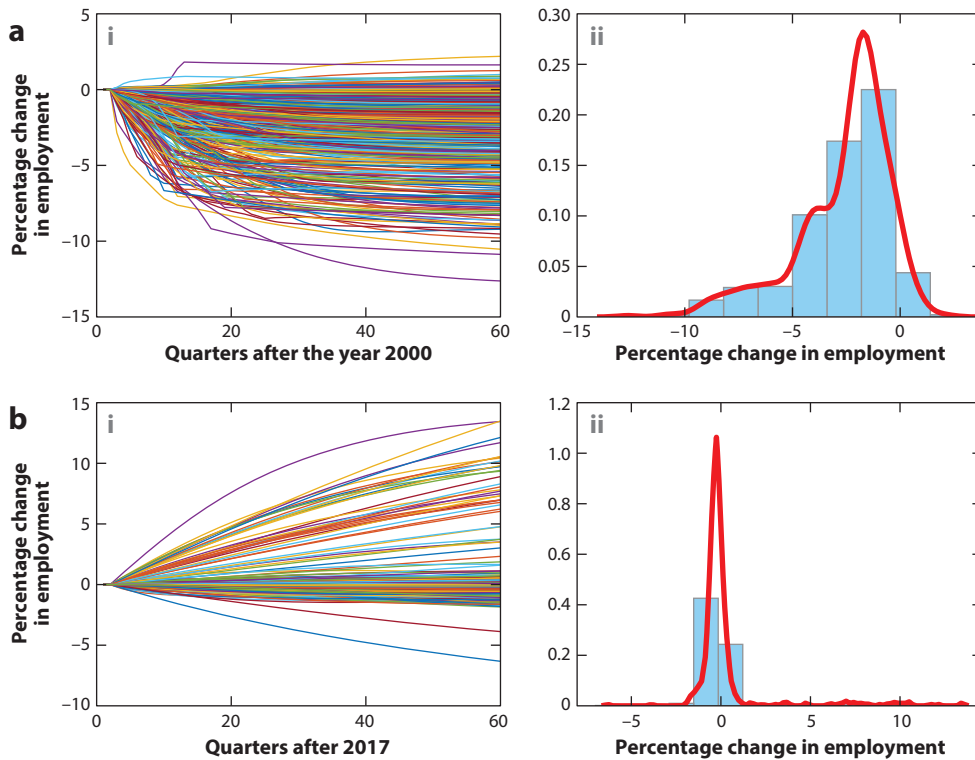 a
i
5
0
−5
−10
−15
0
20
40
60
Percentage change
in employment
Quarters after the year 2000
ii
0.30
0.25
0.20
0.15
0.10
0.05
0
−15
−10
−5
0
Percentage change in employment
b
i
15
10
5
0
−5
−10
0
20
40
60
Percentage change
in employment
Quarters after 2017
ii
1.2
1.0
0.8
0.6
0.4
0.2
0
−5
0
5
10
Percentage change in employment